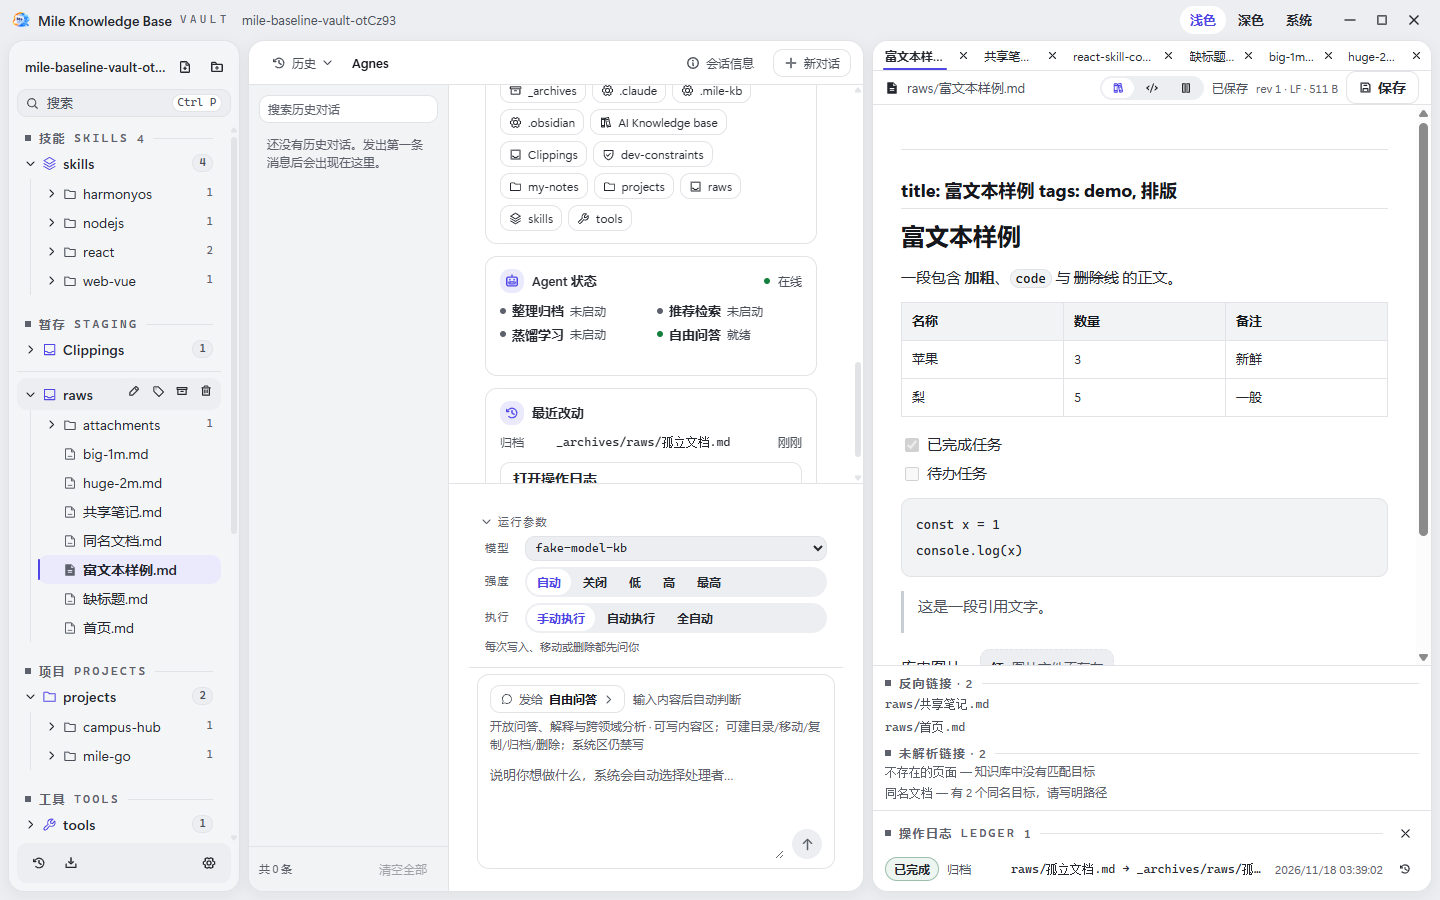 Mile Knowledge Base VAULT mile-baseline-vault-otCz93
浅色 深色 系统
mile-baseline-vault-ot...
搜索 Ctrl P
技能 SKILLS 4
skills 4
harmonyos 1
nodejs 1
react 2
web-vue 1
暂存 STAGING
Clippings 1
raws
attachments 1
big-1m.md
huge-2m.md
共享笔记.md
同名文档.md
富文本样例.md
缺标题.md
首页.md
项目 PROJECTS
projects 2
campus-hub 1
mile-go 1
工具 TOOLS
tools 1
历史 Agnes 会话信息 新对话
搜索历史对话
还没有历史对话。发出第一条
消息后会出现在这里。
共 0 条 清空全部
_archives .claude .mile-kb
.obsidian AI Knowledge base
Clippings dev-constraints
my-notes projects raws
skills tools
Agent 状态 在线
整理归档 未启动 推荐检索 未启动
蒸馏学习 未启动 自由问答 就绪
最近改动
归档 _archives/raws/孤立文档.md 刚刚
打开操作日志
运行参数
模型 fake-model-kb
强度 自动 关闭 低 高 最高
执行 手动执行 自动执行 全自动
每次写入、移动或删除都先问你
发给 自由问答 输入内容后自动判断
开放问答、解释与跨领域分析 · 可写内容区；可建目录/移动/复
制/归档/删除；系统区仍禁写
说明你想做什么，系统会自动选择处理者...
富文本样... 共享笔... react-skill-co... 缺标题... big-1m... huge-2...
raws/富文本样例.md 已保存 rev 1 · LF · 511 B 保存
title: 富文本样例 tags: demo, 排版
富文本样例
一段包含 加粗、 code 与 删除线 的正文。
名称 数量 备注
苹果 3 新鲜
梨 5 一般
已完成任务
待办任务
const x = 1
console.log(x)
这是一段引用文字。
反向链接 · 2
raws/共享笔记.md
raws/首页.md
未解析链接 · 2
不存在的页面 — 知识库中没有匹配目标
同名文档 — 有 2 个同名目标，请写明路径
操作日志 LEDGER 1
已完成 归档 raws/孤立文档.md → _archives/raws/孤... 2026/11/18 03:39:02